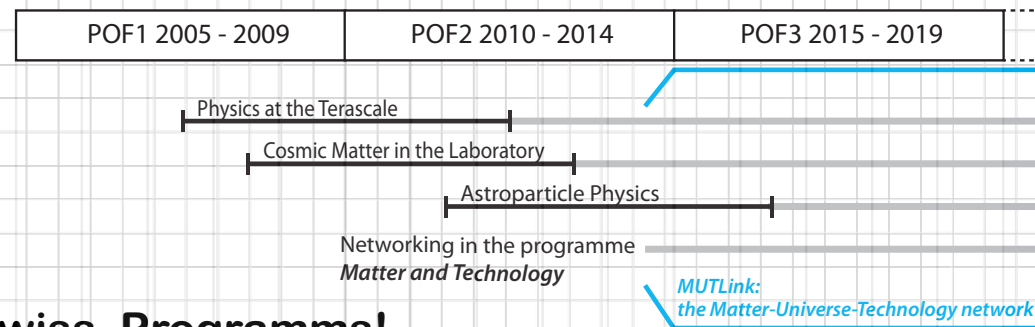 POF1 2005 - 2009 POF2 2010 - 2014 POF3 2015 - 2019
Physics at the Terascale
Cosmic Matter in the Laboratory
Astroparticle Physics
Networking in the programme
Matter and Technology
MUTLink:
the Matter-Universe-Technology network
Programme!